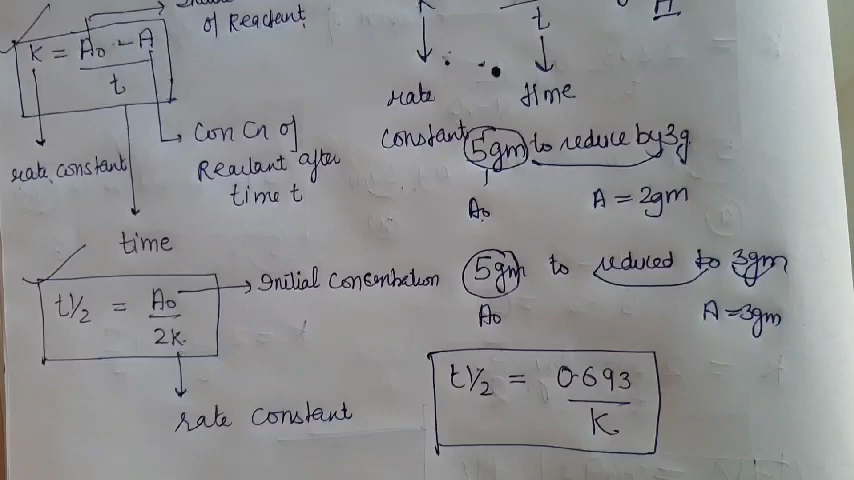 of Reactant
K = A₀ - A
t
rate constant
Concn of
Reactant after
time t
time
t½ = A₀
2K
Initial Concentration
rate constant
t
rate
constant
time
5gm to reduce by 3g
A₀
A = 2gm
5gm to reduced to 3gm
A₀
A = 3gm
t½ = 0.693
K